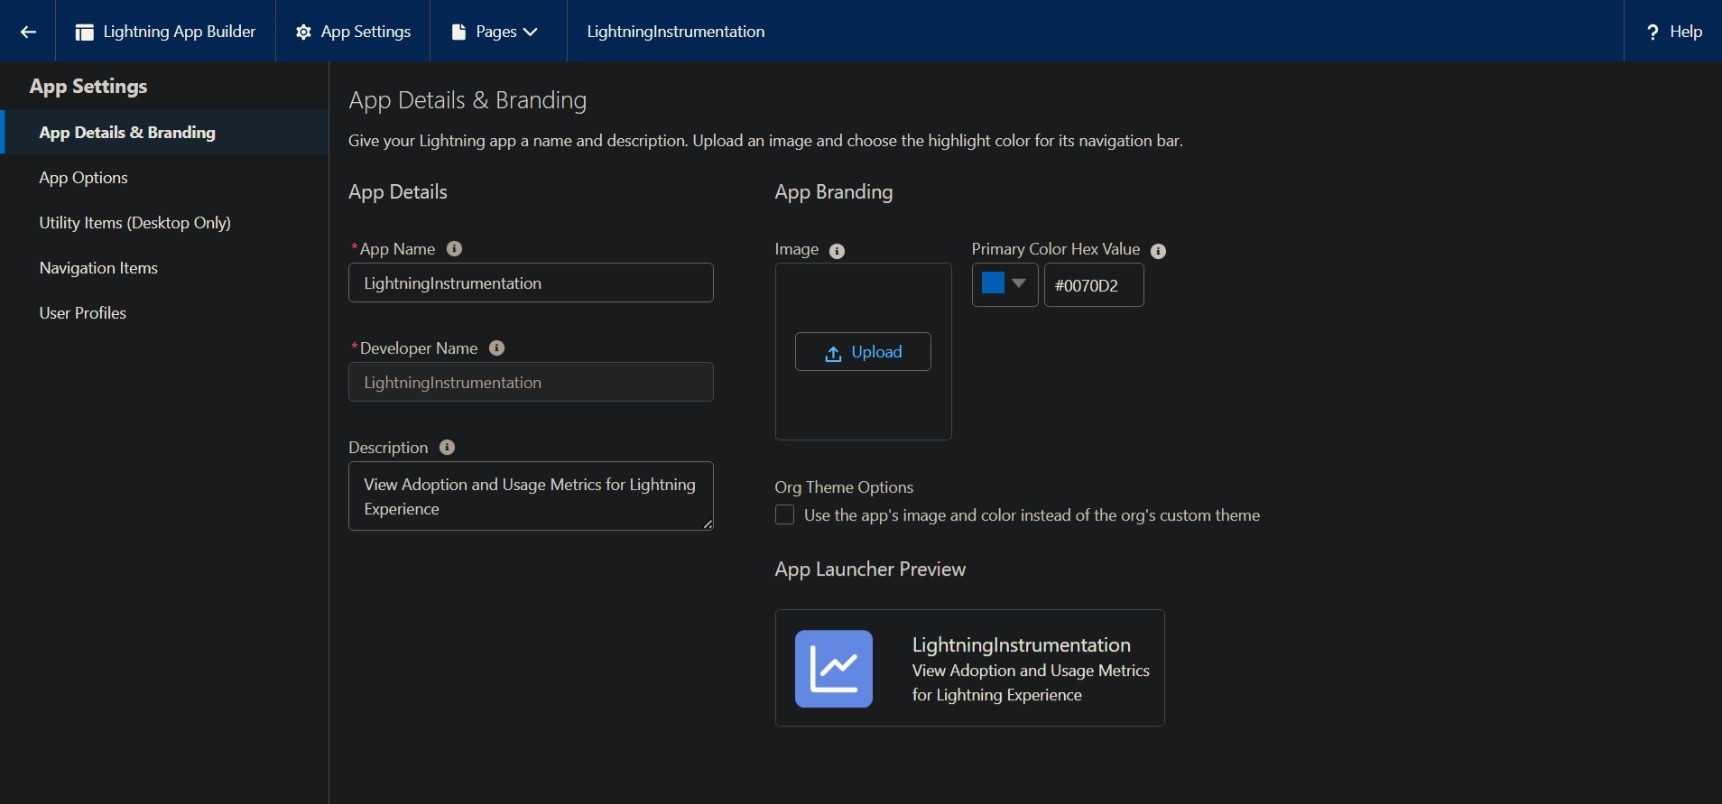 Lightning App Builder
App Settings
Pages
LightningInstrumentation
? Help
App Settings
App Details & Branding
App Options
Utility Items (Desktop Only)
Navigation Items
User Profiles
App Details & Branding
Give your Lightning app a name and description. Upload an image and choose the highlight color for its navigation bar.
App Details
*App Name
LightningInstrumentation
*Developer Name
LightningInstrumentation
Description
View Adoption and Usage Metrics for Lightning
Experience
App Branding
Image
Upload
Primary Color Hex Value
#0070D2
Org Theme Options
Use the app's image and color instead of the org's custom theme
App Launcher Preview
LightningInstrumentation
View Adoption and Usage Metrics
for Lightning Experience